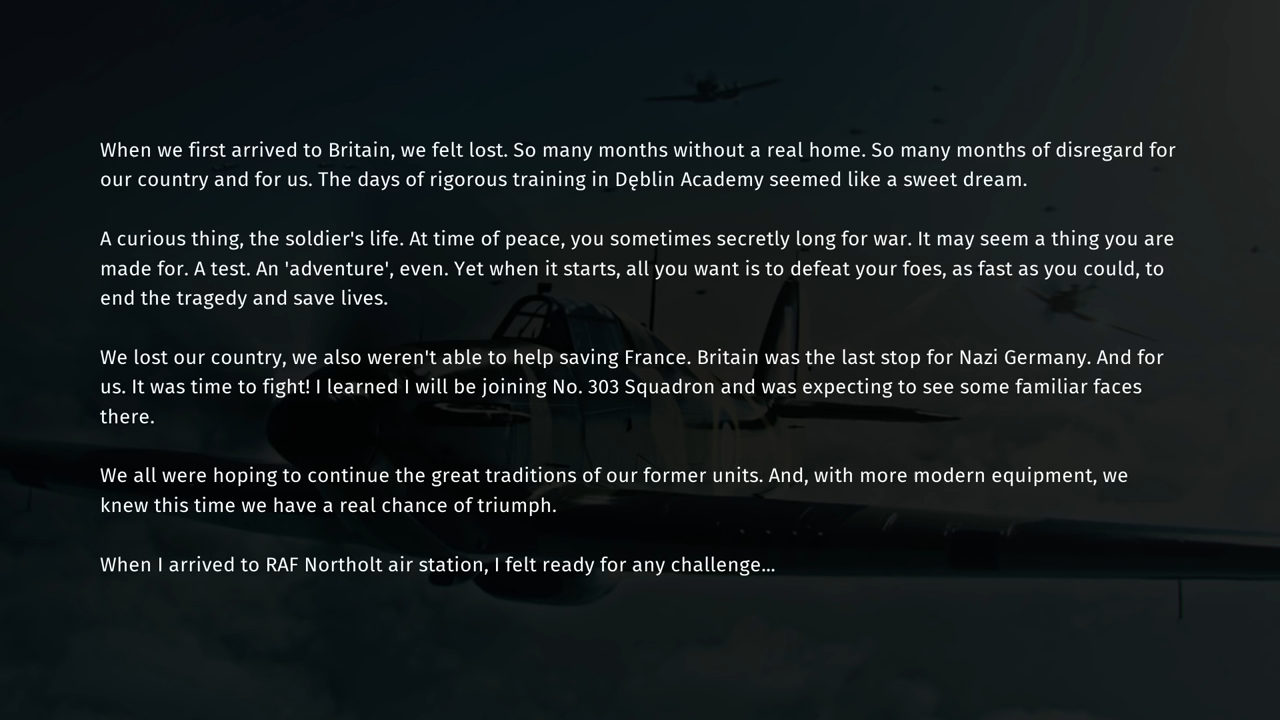 When we first arrived to Britain, we felt lost. So many months without a real home. So many months of disregard for
our country and for us. The days of rigorous training in Dęblin Academy seemed like a sweet dream.
A curious thing, the soldier's life. At time of peace, you sometimes secretly long for war. It may seem a thing you are
made for. A test. An 'adventure', even. Yet when it starts, all you want is to defeat your foes, as fast as you could, to
end the tragedy and save lives.
We lost our country, we also weren't able to help saving France. Britain was the last stop for Nazi Germany. And for
us. It was time to fight! I learned I will be joining No. 303 Squadron and was expecting to see some familiar faces
there.
We all were hoping to continue the great traditions of our former units. And, with more modern equipment, we
knew this time we have a real chance of triumph.
When I arrived to RAF Northolt air station, I felt ready for any challenge...